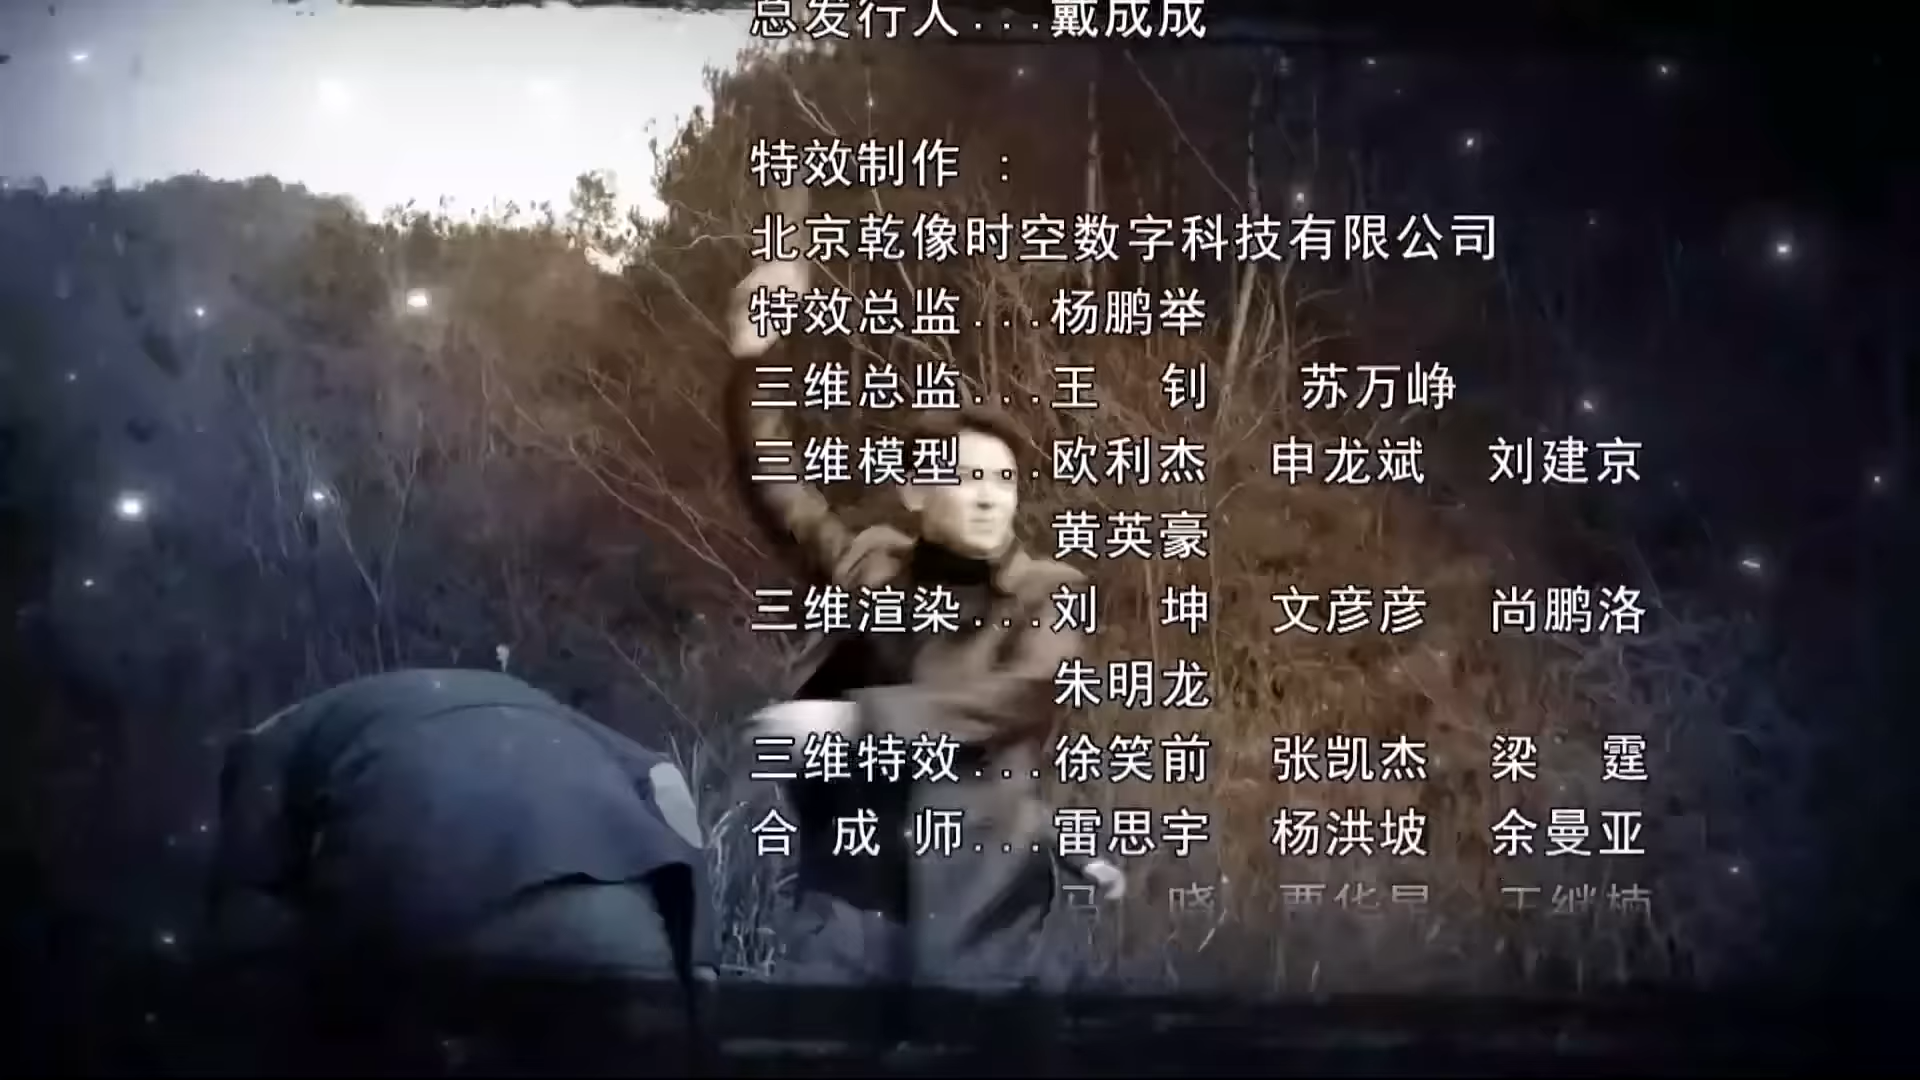 总发行人...戴成成
特效制作 ：
北京乾像时空数字科技有限公司
特效总监...杨鹏举
三维总监...王 钊 苏万峥
三维模型...欧利杰 申龙斌 刘建京
黄英豪
三维渲染...刘 坤 文彦彦 尚鹏洛
朱明龙
三维特效...徐笑前 张凯杰 梁 霆
合 成 师...雷思宇 杨洪坡 余曼亚
马 晓